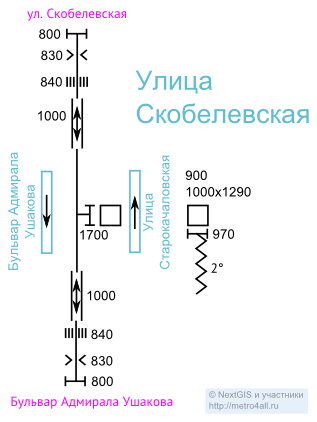 ул. Скобелевская
800
830
840
Улица
Скобелевская
1000
Бульвар Адмирала
Ушакова
Улица
Старокачаловская
900
1000x1290
1700
970
2°
1000
840
830
800
Бульвар Адмирала Ушакова
© NextGIS и участники
http://metro4all.ru